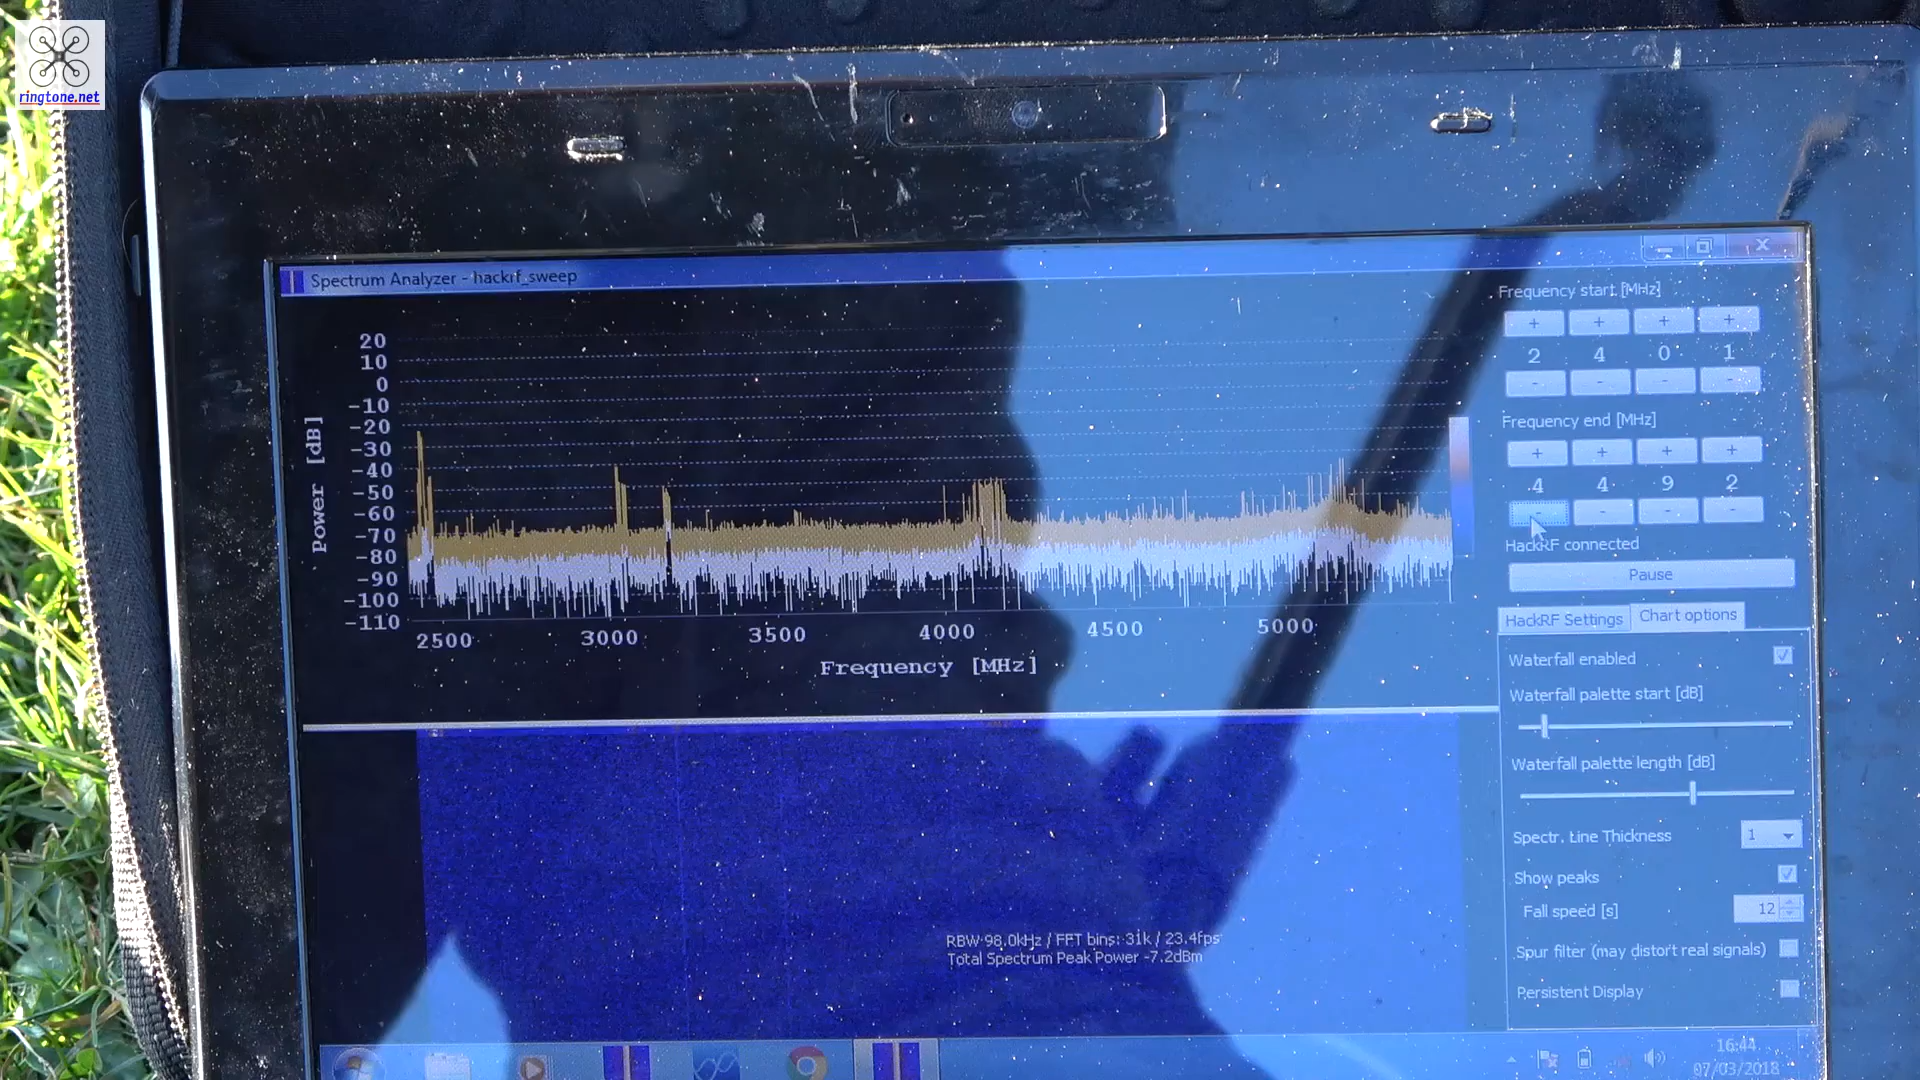 ringtone.net
Spectrum Analyzer - hackrf_sweep
Power [dB]
20
10
0
-10
-20
-30
-40
-50
-60
-70
-80
-90
-100
-110
2500 3000 3500 4000 4500 5000
Frequency [MHz]
RBW 98.0kHz / FFT bins: 31k / 23.4fps
Total Spectrum Peak Power -7.2dBm
Frequency start [MHz]
+ + + +
2 4 0 1
- - - -
Frequency end [MHz]
+ + + +
4 4 9 2
- - - -
HackRF connected
Pause
HackRF Settings Chart options
Waterfall enabled
Waterfall palette start [dB]
Waterfall palette length [dB]
Spectr. Line Thickness 1
Show peaks
Fall speed [s] 12
Spur filter (may distort real signals)
Persistent Display
16:44
07/03/2018